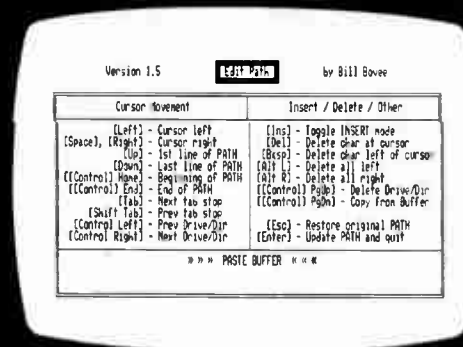 Version 1.5 Edit Path by Bill Bovee
Cursor Movement
[Left] - Cursor left
[Space], [Right] - Cursor right
[Up] - 1st line of PATH
[Down] - Last line of PATH
[[Control] Home] - Beginning of PATH
[[Control] End] - End of PATH
[Tab] - Next tab stop
[Shift Tab] - Prev tab stop
[Control Left] - Prev Drive/Dir
[Control Right] - Next Drive/Dir
Insert / Delete / Other
[Ins] - Toggle INSERT mode
[Del] - Delete char at cursor
[Bksp] - Delete char left of curso
[Alt L] - Delete all left
[Alt R] - Delete all right
[[Control] PgUp] - Delete Drive/Dir
[[Control] PgDn] - Copy from Buffer
[Esc] - Restore original PATH
[Enter] - Update PATH and quit
» » » PASTE BUFFER « « «